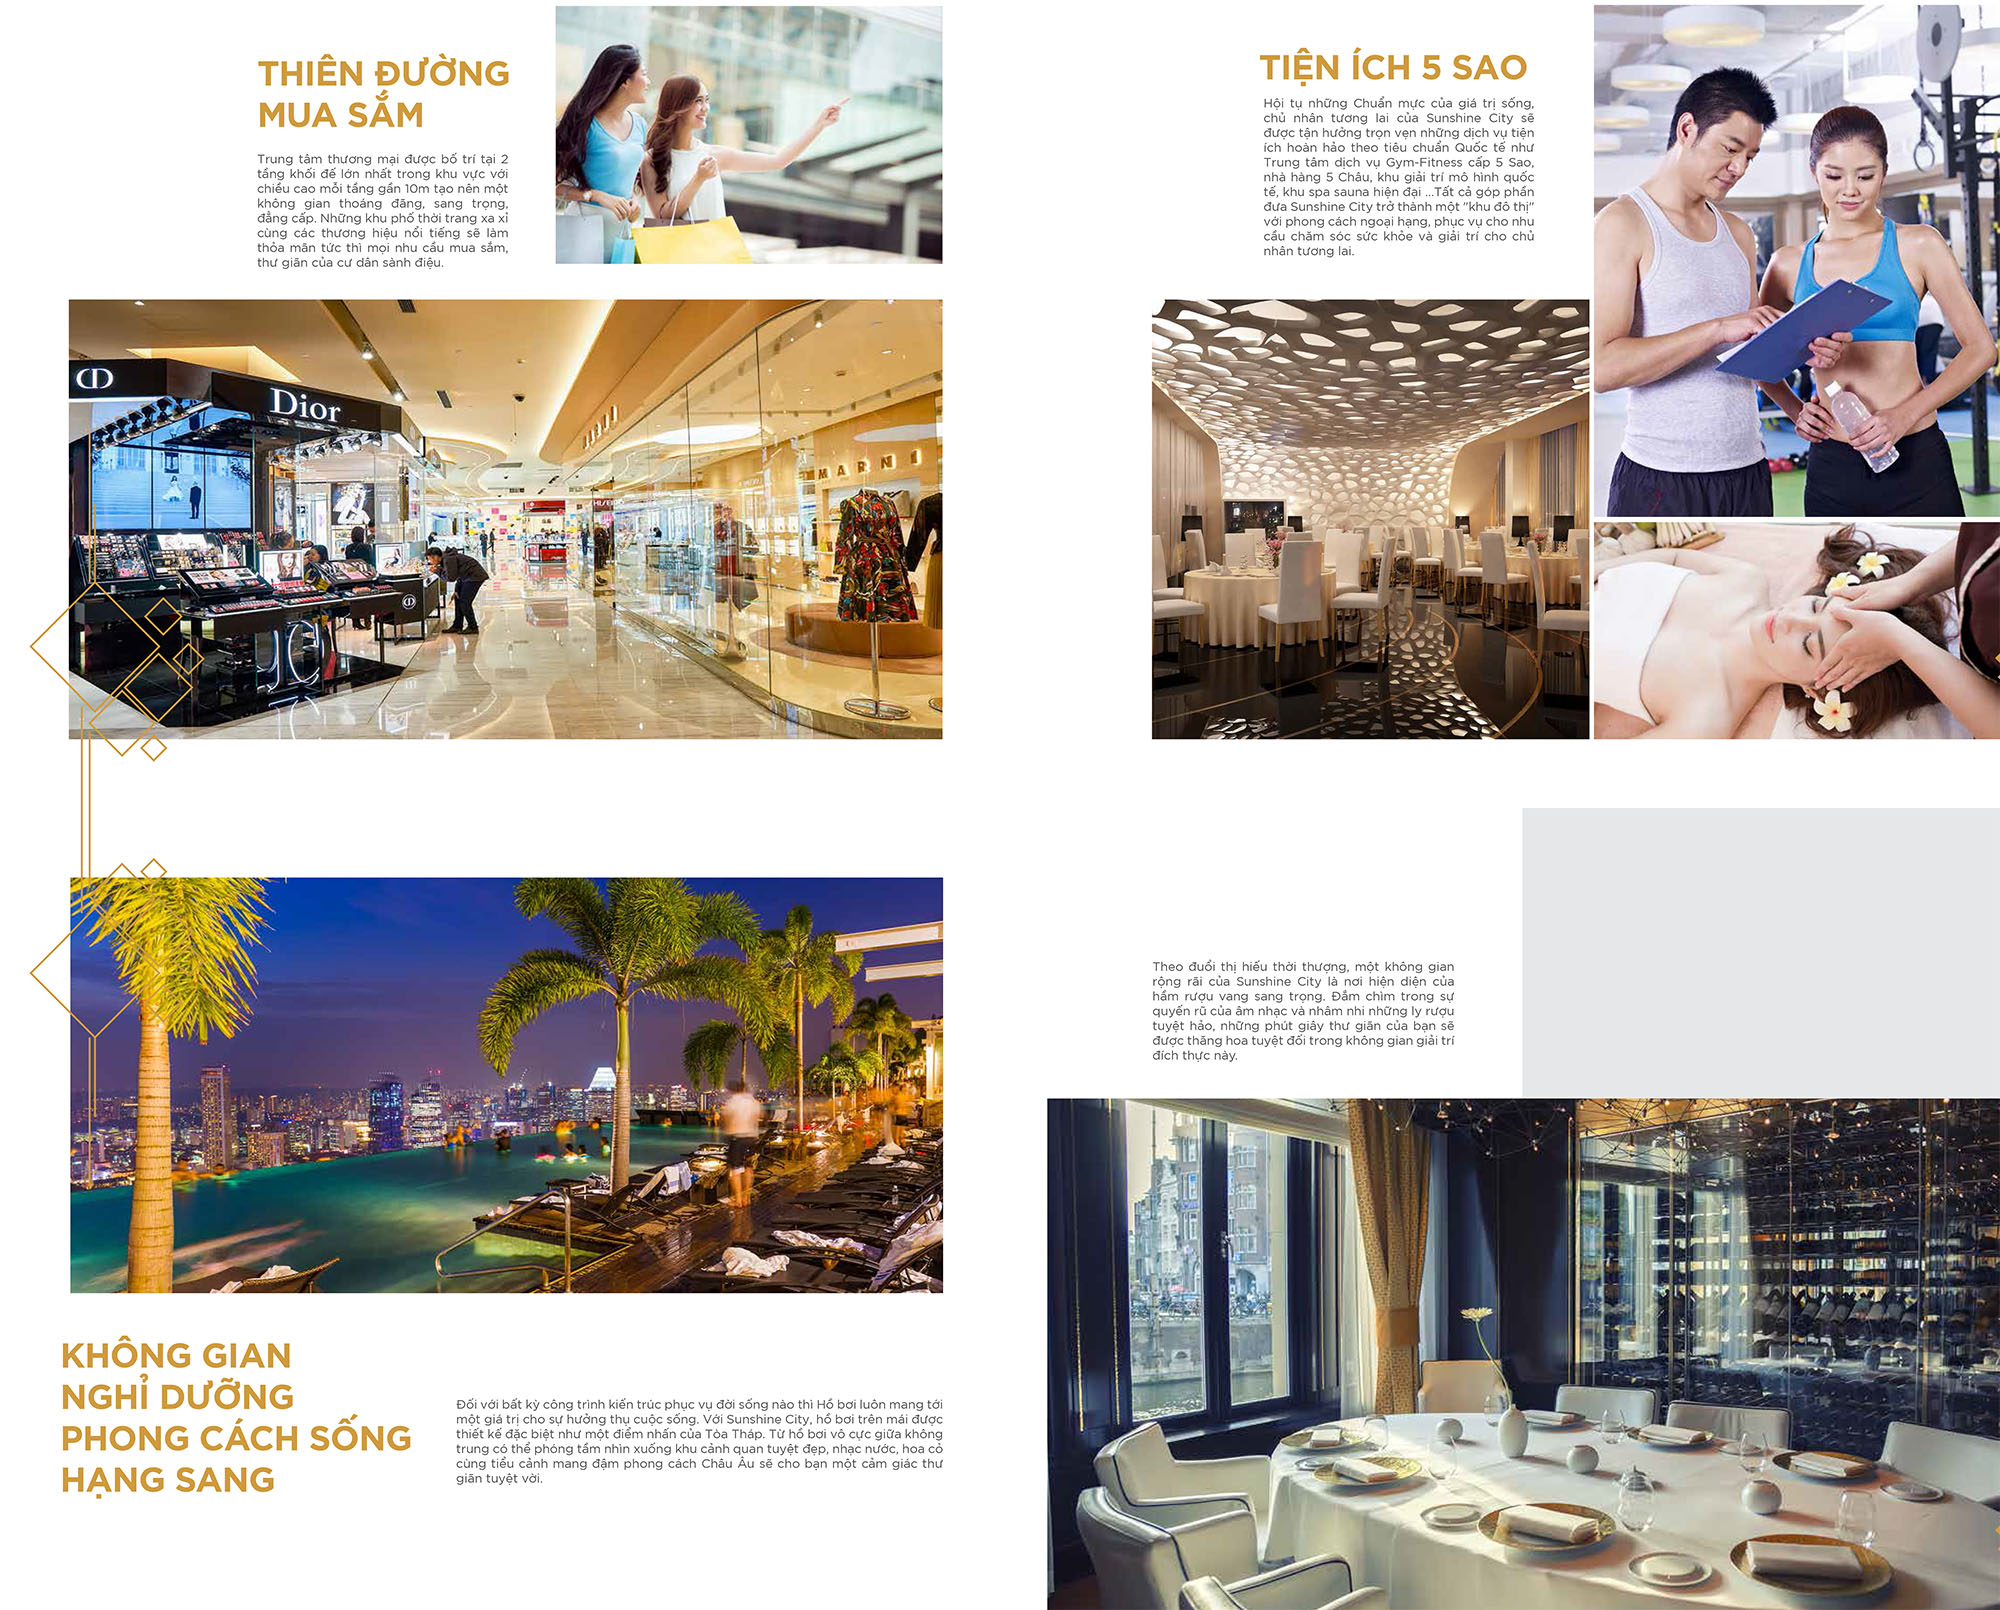 THIÊN ĐƯỜNG
MUA SẮM
Trung tâm thương mại được bố trí tại 2
tầng khối đế lớn nhất trong khu vực với
chiều cao mỗi tầng gần 10m tạo nên một
không gian thoáng đãng, sang trọng,
đẳng cấp. Những khu phố thời trang xa xỉ
cùng các thương hiệu nổi tiếng sẽ làm
thỏa mãn tức thì mọi nhu cầu mua sắm,
thư giãn của cư dân sành điệu.
CD
Dior
MARNI
TIỆN ÍCH 5 SAO
Hội tụ những Chuẩn mực của giá trị sống,
chủ nhân tương lai của Sunshine City sẽ
được tận hưởng trọn vẹn những dịch vụ tiện
ích hoàn hảo theo tiêu chuẩn Quốc tế như
Trung tâm dịch vụ Gym-Fitness cấp 5 Sao,
nhà hàng 5 Châu, khu giải trí mô hình quốc
tế, khu spa sauna hiện đại ...Tất cả góp phần
đưa Sunshine City trở thành một "khu đô thị"
với phong cách ngoại hạng, phục vụ cho nhu
cầu chăm sóc sức khỏe và giải trí cho chủ
nhân tương lai.
KHÔNG GIAN
NGHỈ DƯỠNG
PHONG CÁCH SỐNG
HẠNG SANG
Đối với bất kỳ công trình kiến trúc phục vụ đời sống nào thì Hồ bơi luôn mang tới
một giá trị cho sự hưởng thụ cuộc sống. Với Sunshine City, hồ bơi trên mái được
thiết kế đặc biệt như một điểm nhấn của Tòa Tháp. Từ hồ bơi vô cực giữa không
trung có thể phóng tầm nhìn xuống khu cảnh quan tuyệt đẹp, nhạc nước, hoa cỏ
cùng tiểu cảnh mang đậm phong cách Châu Âu sẽ cho bạn một cảm giác thư
giãn tuyệt vời.
Theo đuổi thị hiếu thời thượng, một không gian
rộng rãi của Sunshine City là nơi hiện diện của
hầm rượu vang sang trọng. Đắm chìm trong sự
quyến rũ của âm nhạc và nhâm nhi những ly rượu
tuyệt hảo, những phút giây thư giãn của bạn sẽ
được thăng hoa tuyệt đối trong không gian giải trí
đích thực này.